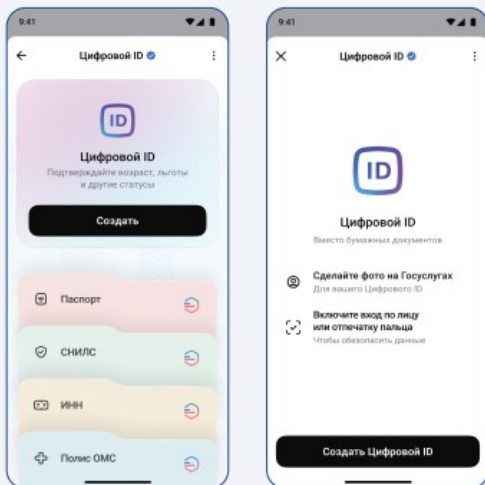 9:41
Цифровой ID
ID
Цифровой ID
Подтверждайте возраст, льготы
и другие статусы
Создать
Паспорт
СНИЛС
ИНН
Полис ОМС
9:41
Цифровой ID
ID
Цифровой ID
Вместо бумажных документов
Сделайте фото на Госуслугах
Для вашего Цифрового ID
Включите вход по лицу
или отпечатку пальца
Чтобы обезопасить данные
Создать Цифровой ID